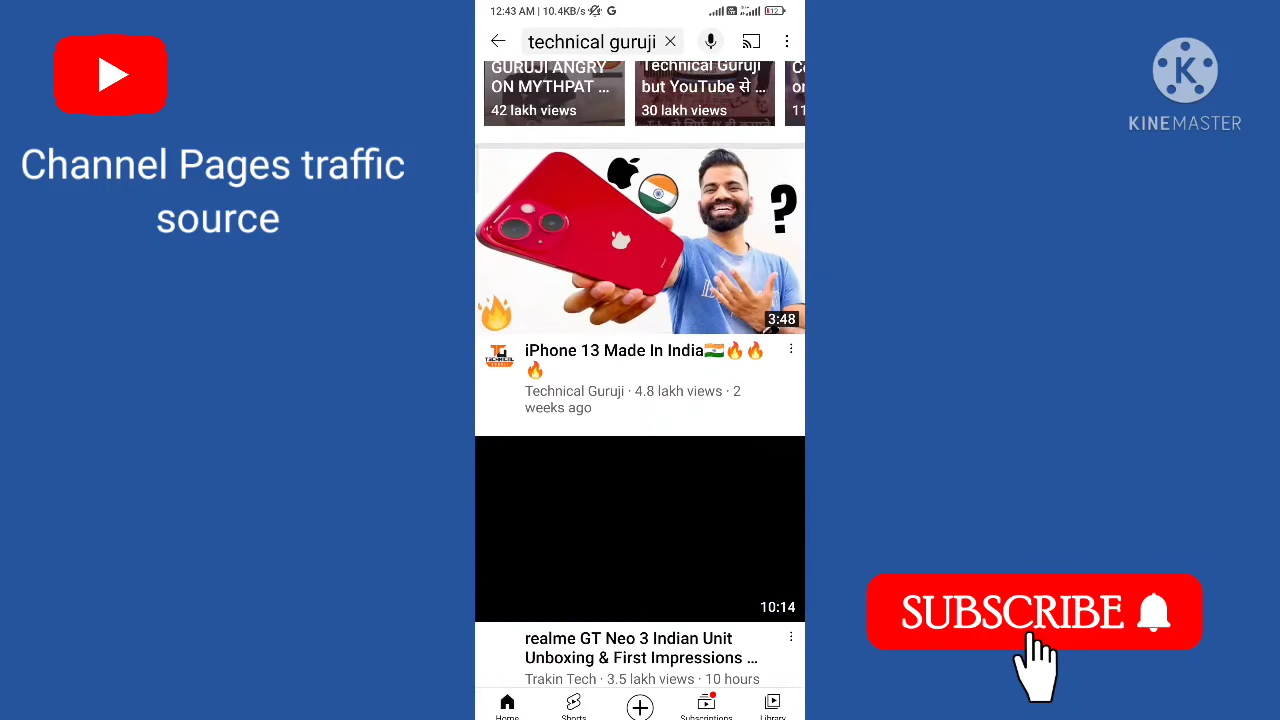 12:43 AM | 10.4KB/s
technical guruji
GURUJI ANGRY
ON MYTHPAT ...
42 lakh views
Technical Guruji
but YouTube से ...
30 lakh views
11
Channel Pages traffic
source
KINEMASTER
?
3:48
iPhone 13 Made In India🇮🇳🔥🔥
🔥
Technical Guruji · 4.8 lakh views · 2
weeks ago
10:14
realme GT Neo 3 Indian Unit
Unboxing & First Impressions ...
Trakin Tech · 3.5 lakh views · 10 hours
SUBSCRIBE
Home
Shorts
Subscriptions
Library